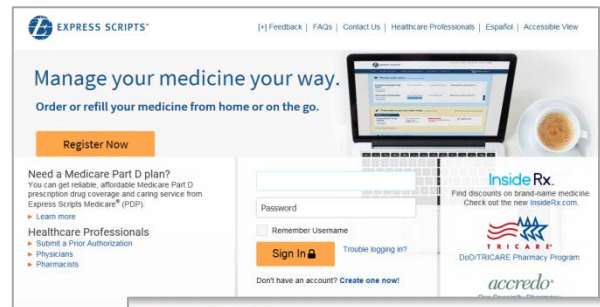 EXPRESS SCRIPTS®
[+] Feedback | FAQs | Contact Us | Healthcare Professionals | Español | Accessible View
Manage your medicine your way.
Order or refill your medicine from home or on the go.
Register Now
Need a Medicare Part D plan?
You can get reliable, affordable Medicare Part D
prescription drug coverage and caring service from
Express Scripts Medicare® (PDP).
Learn more
Healthcare Professionals
Submit a Prior Authorization
Physicians
Pharmacists
Password
Remember Username
Sign In
Trouble logging in?
Don't have an account? Create one now!
Inside Rx.
Find discounts on brand-name medicine.
Check out the new InsideRx.com.
TRICARE
DoD/TRICARE Pharmacy Program
accredo®